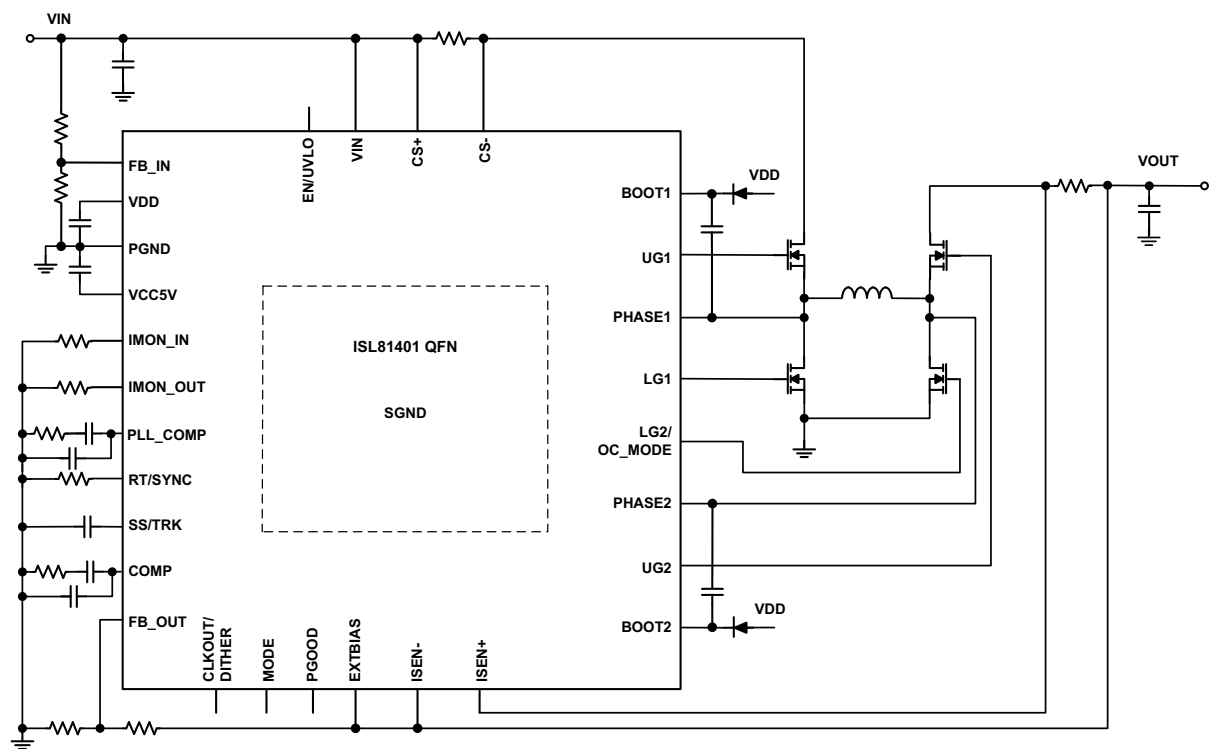 VIN
EN/UVLO
VIN
CS+
CS-
FB_IN
VDD
PGND
VCC5V
IMON_IN
IMON_OUT
PLL_COMP
RT/SYNC
SS/TRK
COMP
FB_OUT
ISL81401 QFN
SGND
BOOT1
VDD
UG1
PHASE1
LG1
LG2/
OC_MODE
PHASE2
UG2
BOOT2
VDD
VOUT
CLKOUT/
DITHER
MODE
PGOOD
EXTBIAS
ISEN-
ISEN+